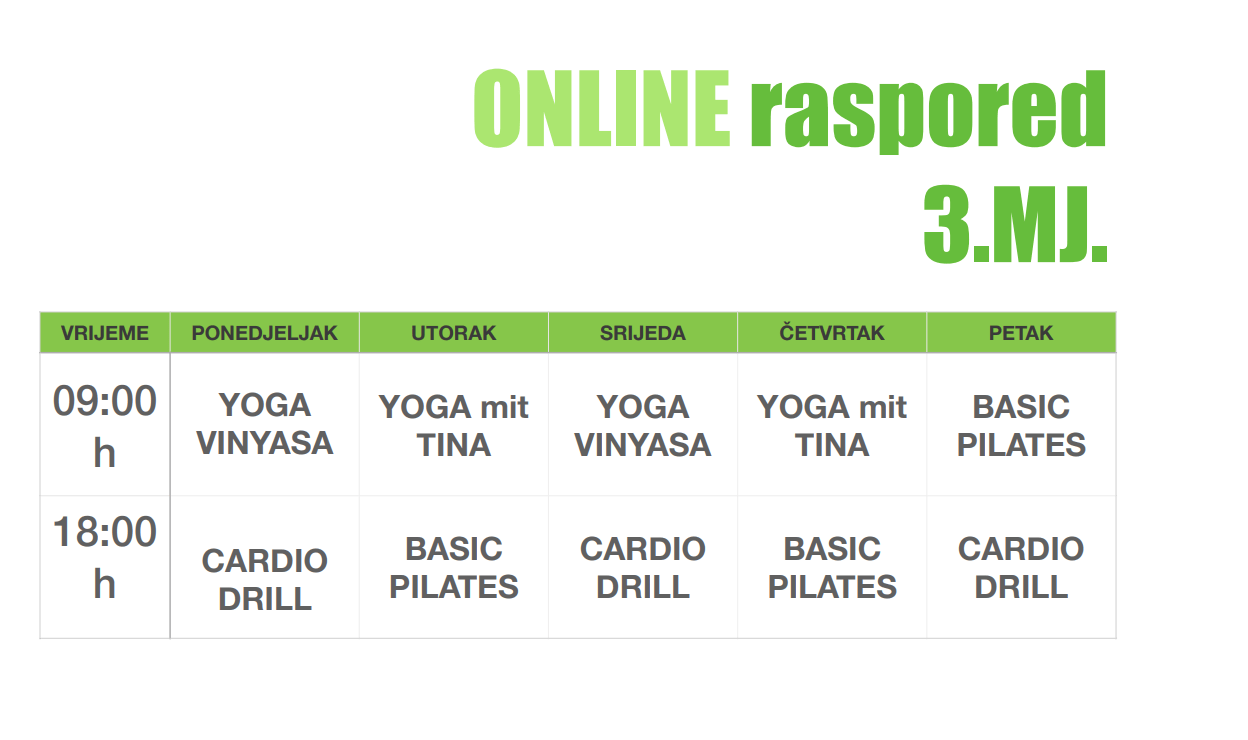 ONLINE raspored
3.MJ.
VRIJEME PONEDJELJAK UTORAK SRIJEDA ČETVRTAK PETAK
09:00
h
YOGA
VINYASA
YOGA mit
TINA
YOGA
VINYASA
YOGA mit
TINA
BASIC
PILATES
18:00
h
CARDIO
DRILL
BASIC
PILATES
CARDIO
DRILL
BASIC
PILATES
CARDIO
DRILL